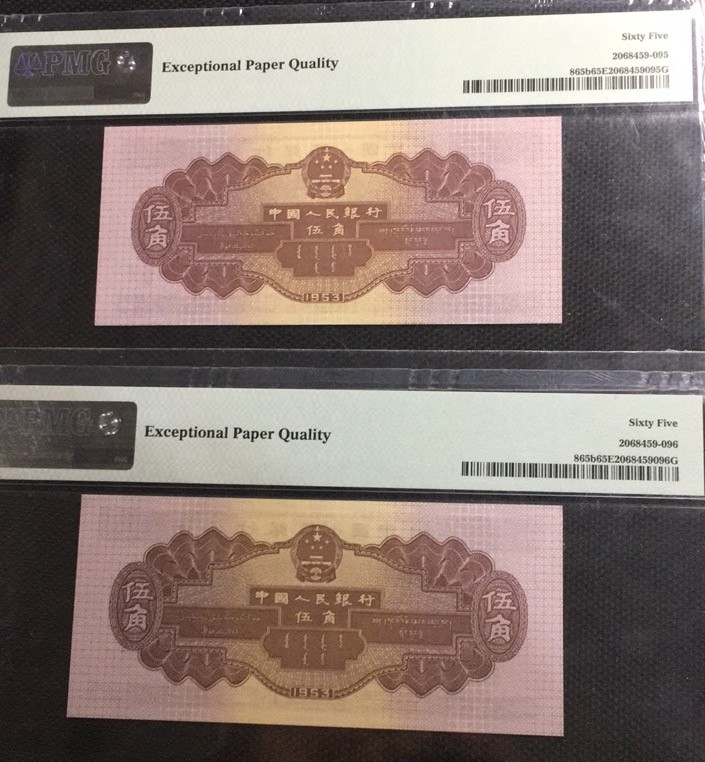 PMG
Exceptional Paper Quality
Sixty Five
2068459-095
865b65E2068459095G
中國人民銀行
伍角
伍角
伍角
1953
PMG
Exceptional Paper Quality
Sixty Five
2068459-096
865b65E2068459096G
中國人民銀行
伍角
伍角
伍角
1953